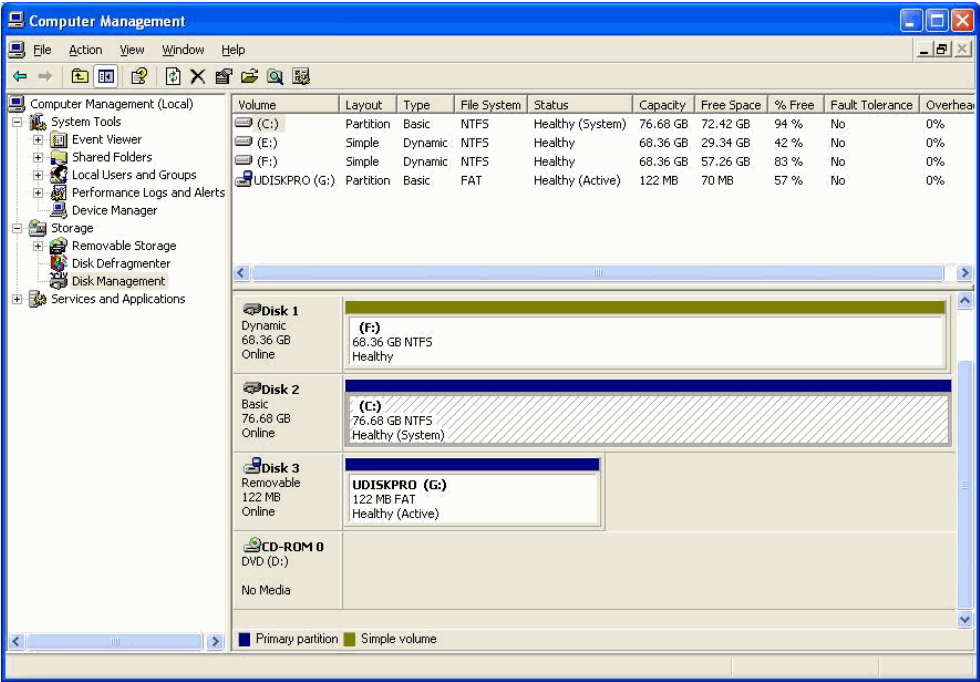 Computer Management
File Action View Window Help
Computer Management (Local)
System Tools
Event Viewer
Shared Folders
Local Users and Groups
Performance Logs and Alerts
Device Manager
Storage
Removable Storage
Disk Defragmenter
Disk Management
Services and Applications
Volume Layout Type File System Status Capacity Free Space % Free Fault Tolerance Overhea
(C:) Partition Basic NTFS Healthy (System) 76.68 GB 72.42 GB 94 % No 0%
(E:) Simple Dynamic NTFS Healthy 68.36 GB 29.34 GB 42 % No 0%
(F:) Simple Dynamic NTFS Healthy 68.36 GB 57.26 GB 83 % No 0%
UDISKPRO (G:) Partition Basic FAT Healthy (Active) 122 MB 70 MB 57 % No 0%
Disk 1
Dynamic
68.36 GB
Online
(F:)
68.36 GB NTFS
Healthy
Disk 2
Basic
76.68 GB
Online
(C:)
76.68 GB NTFS
Healthy (System)
Disk 3
Removable
122 MB
Online
UDISKPRO (G:)
122 MB FAT
Healthy (Active)
CD-ROM 0
DVD (D:)
No Media
Primary partition Simple volume